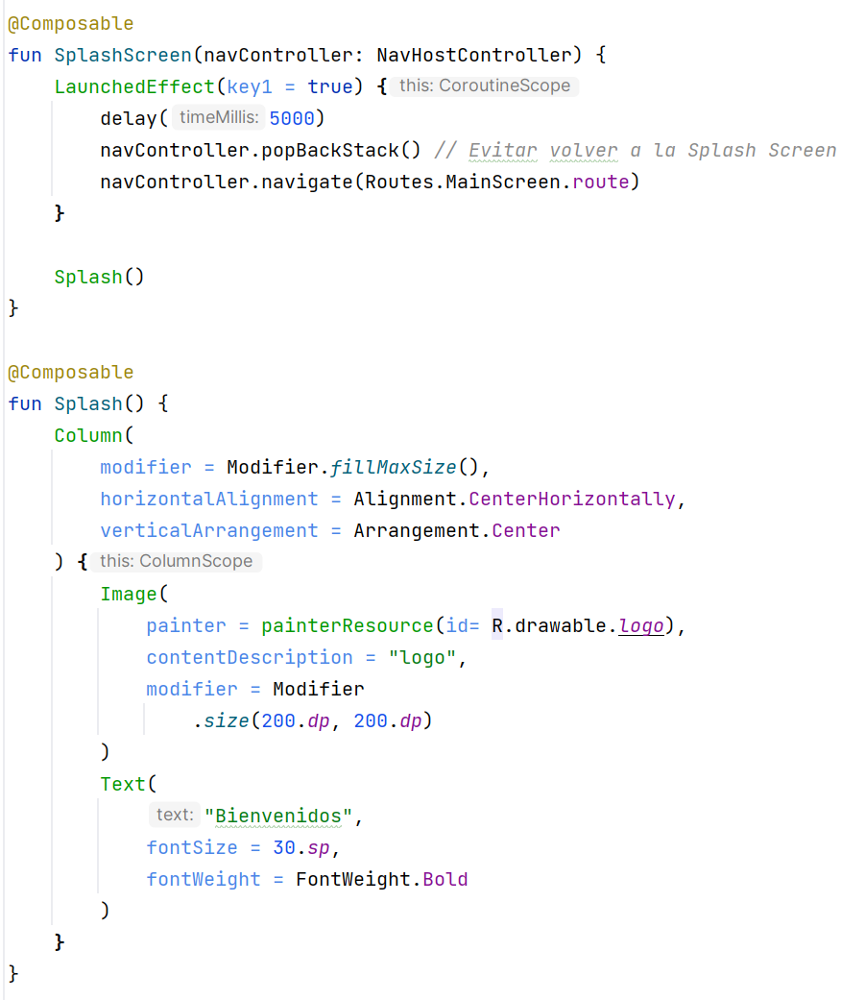 @Composable
fun SplashScreen(navController: NavHostController) {
    LaunchedEffect(key1 = true) { this: CoroutineScope
        delay( timeMillis: 5000)
        navController.popBackStack() // Evitar volver a la Splash Screen
        navController.navigate(Routes.MainScreen.route)
    }

    Splash()
}

@Composable
fun Splash() {
    Column(
        modifier = Modifier.fillMaxSize(),
        horizontalAlignment = Alignment.CenterHorizontally,
        verticalArrangement = Arrangement.Center
    ) { this: ColumnScope
        Image(
            painter = painterResource(id= R.drawable.logo),
            contentDescription = "logo",
            modifier = Modifier
                .size(200.dp, 200.dp)
        )
        Text(
            text: "Bienvenidos",
            fontSize = 30.sp,
            fontWeight = FontWeight.Bold
        )
    }
}